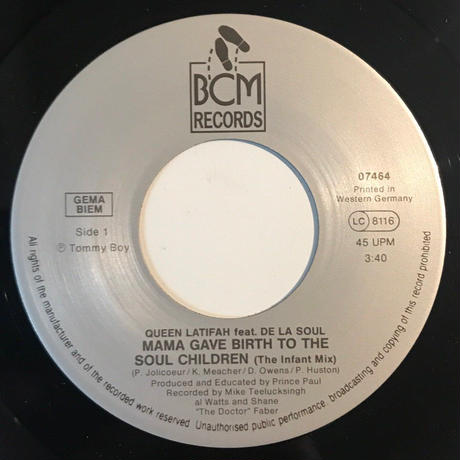 BCM
RECORDS
GEMA
BIEM
Side 1
℗ Tommy Boy
07464
Printed in
Western Germany
LC 8116
45 UPM
3:40
QUEEN LATIFAH feat. DE LA SOUL
MAMA GAVE BIRTH TO THE
SOUL CHILDREN (The Infant Mix)
(P. Jolicoeur/K. Meacher/D. Owens/P. Huston)
Produced and Educated by Prince Paul
Recorded by Mike Teelucksingh
al Watts and Shane
"The Doctor" Faber
All rights of the manufacturer and of the owner of the recorded work reserved. Unauthorised public performance, broadcasting and copying of this record prohibited